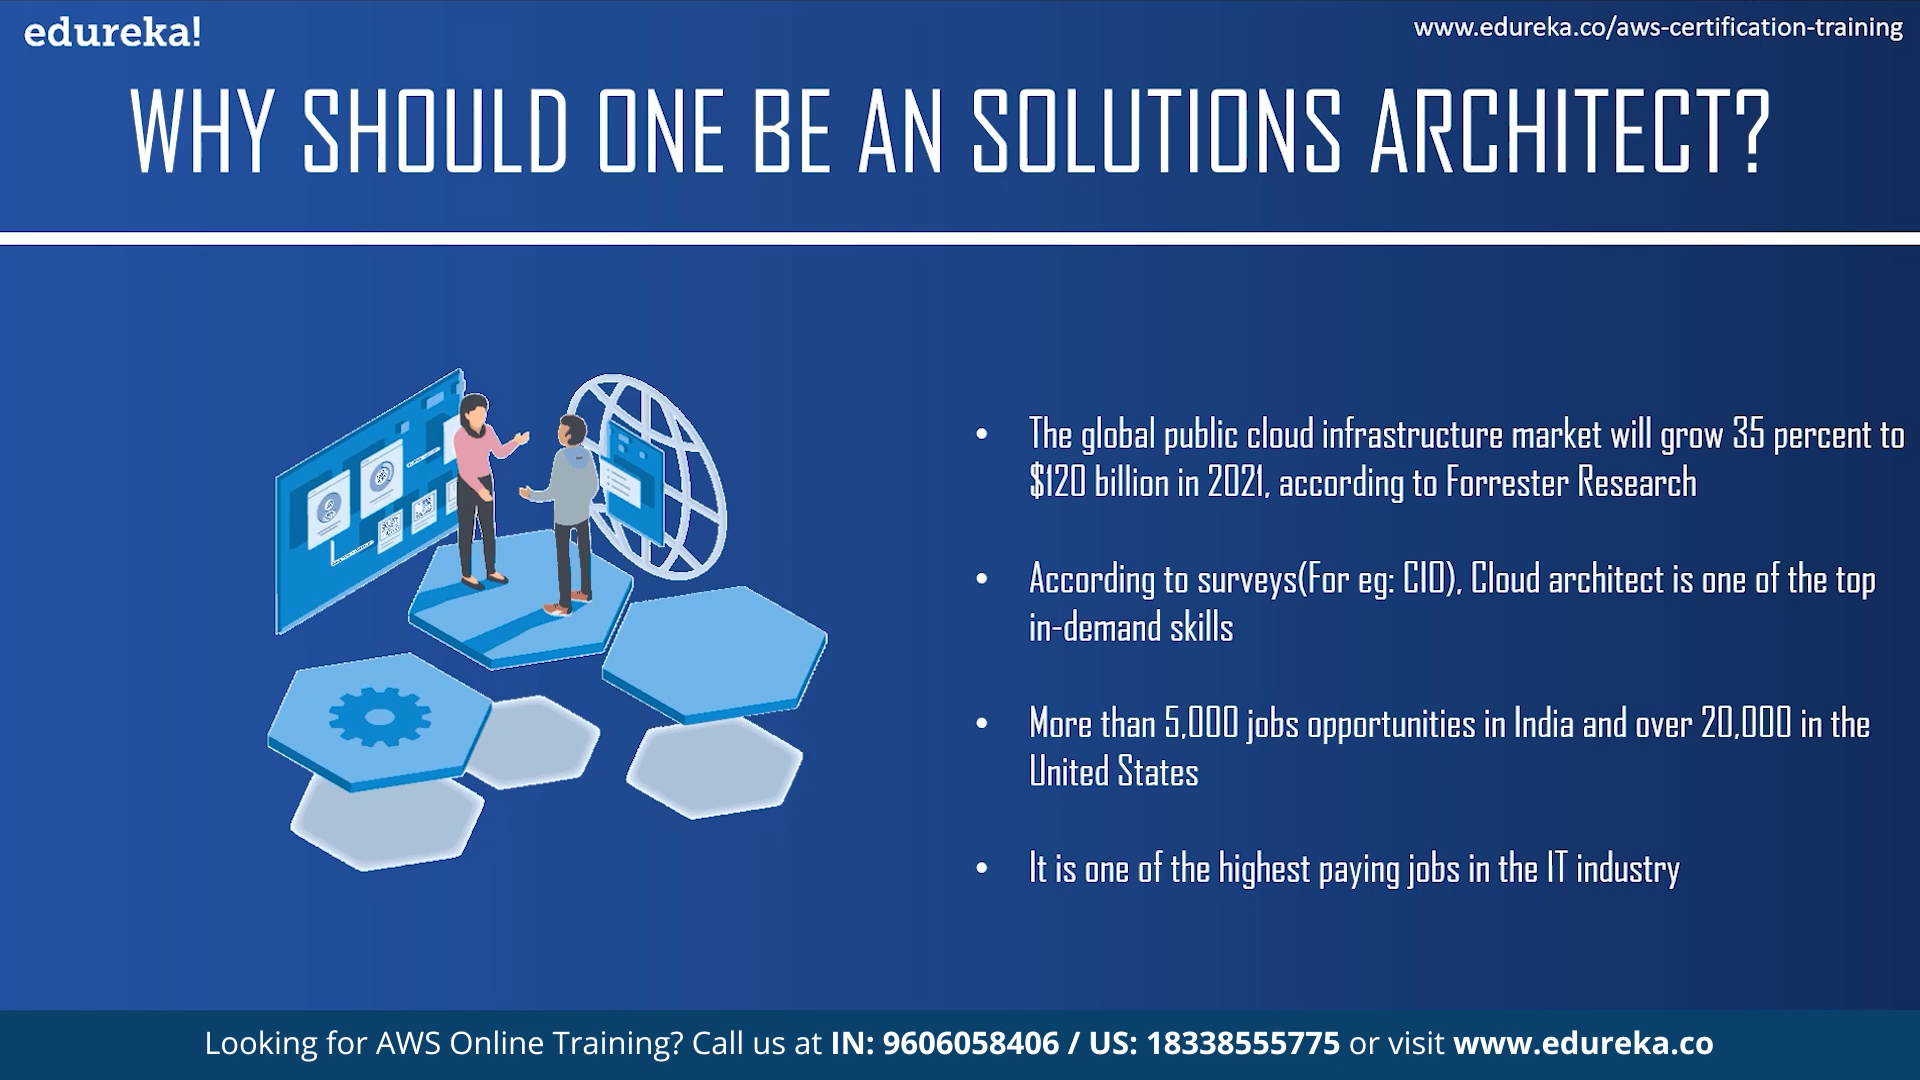 edureka!
www.edureka.co/aws-certification-training
WHY SHOULD ONE BE AN SOLUTIONS ARCHITECT?
• The global public cloud infrastructure market will grow 35 percent to
$120 billion in 2021, according to Forrester Research
• According to surveys(For eg: CIO), Cloud architect is one of the top
in-demand skills
• More than 5,000 jobs opportunities in India and over 20,000 in the
United States
• It is one of the highest paying jobs in the IT industry
Looking for AWS Online Training? Call us at IN: 9606058406 / US: 18338555775 or visit www.edureka.co